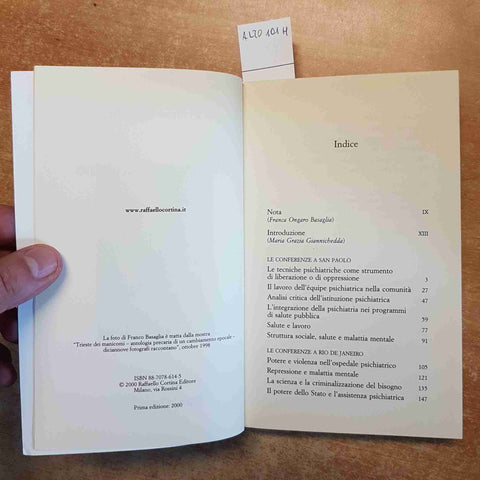 ALZO 101 H
www.raffaellocortina.it
La foto di Franco Basaglia è tratta dalla mostra
"Trieste dei manicomi – antologia precaria di un cambiamento epocale –
diciannove fotografi raccontano", ottobre 1998
ISBN 88-7078-614-5
© 2000 Raffaello Cortina Editore
Milano, via Rossini 4
Prima edizione: 2000
Indice
Nota IX
(Franca Ongaro Basaglia)
Introduzione XIII
(Maria Grazia Giannichedda)
LE CONFERENZE A SAN PAOLO
Le tecniche psichiatriche come strumento
di liberazione o di oppressione 3
Il lavoro dell'équipe psichiatrica nella comunità 27
Analisi critica dell'istituzione psichiatrica 41
L'integrazione della psichiatria nei programmi
di salute pubblica 59
Salute e lavoro 77
Struttura sociale, salute e malattia mentale 91
LE CONFERENZE A RIO DE JANEIRO
Potere e violenza nell'ospedale psichiatrico 105
Repressione e malattia mentale 121
La scienza e la criminalizzazione del bisogno 135
Il potere dello Stato e l'assistenza psichiatrica 147